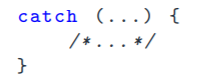 catch (...) {
    /*...*/
}